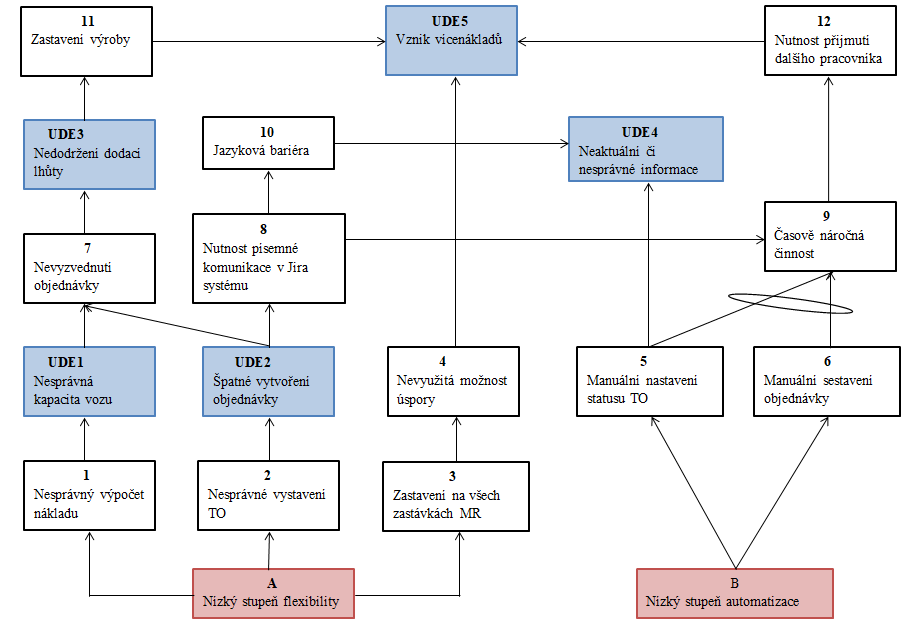 11
Zastavení výroby
UDE5
Vznik vícenákladů
12
Nutnost přijmutí
dalšího pracovníka
UDE3
Nedodržení dodací
lhůty
10
Jazyková bariéra
UDE4
Neaktuální či
nesprávné informace
7
Nevyzvednutí
objednávky
8
Nutnost písemné
komunikace v Jira
systému
9
Časově náročná
činnost
UDE1
Nesprávná
kapacita vozu
UDE2
Špatné vytvoření
objednávky
4
Nevyužitá možnost
úspory
5
Manuální nastavení
statusu TO
6
Manuální sestavení
objednávky
1
Nesprávný výpočet
nákladu
2
Nesprávné vystavení
TO
3
Zastavení na všech
zastávkách MR
A
Nízký stupeň flexibility
B
Nízký stupeň automatizace